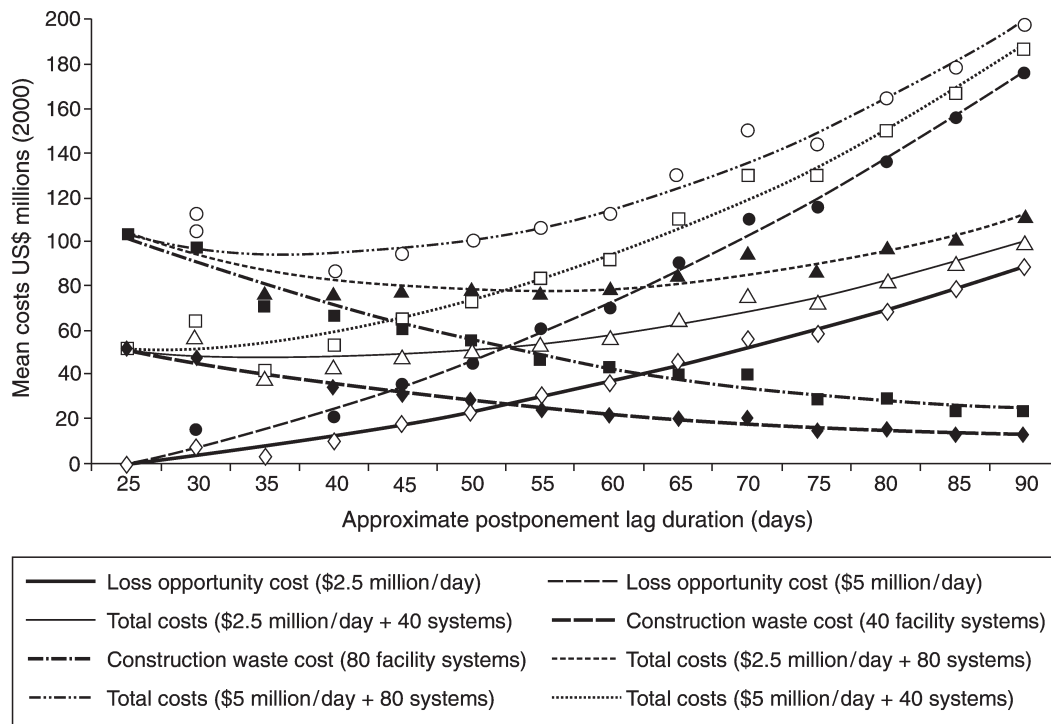 200
180
160
140
120
100
80
60
40
20
0
Mean costs US$ millions (2000)
25 30 35 40 45 50 55 60 65 70 75 80 85 90
Approximate postponement lag duration (days)
Loss opportunity cost ($2.5 million/day) Loss opportunity cost ($5 million/day)
Total costs ($2.5 million/day + 40 systems) Construction waste cost (40 facility systems)
Construction waste cost (80 facility systems) Total costs ($2.5 million/day + 80 systems)
Total costs ($5 million/day + 80 systems) Total costs ($5 million/day + 40 systems)